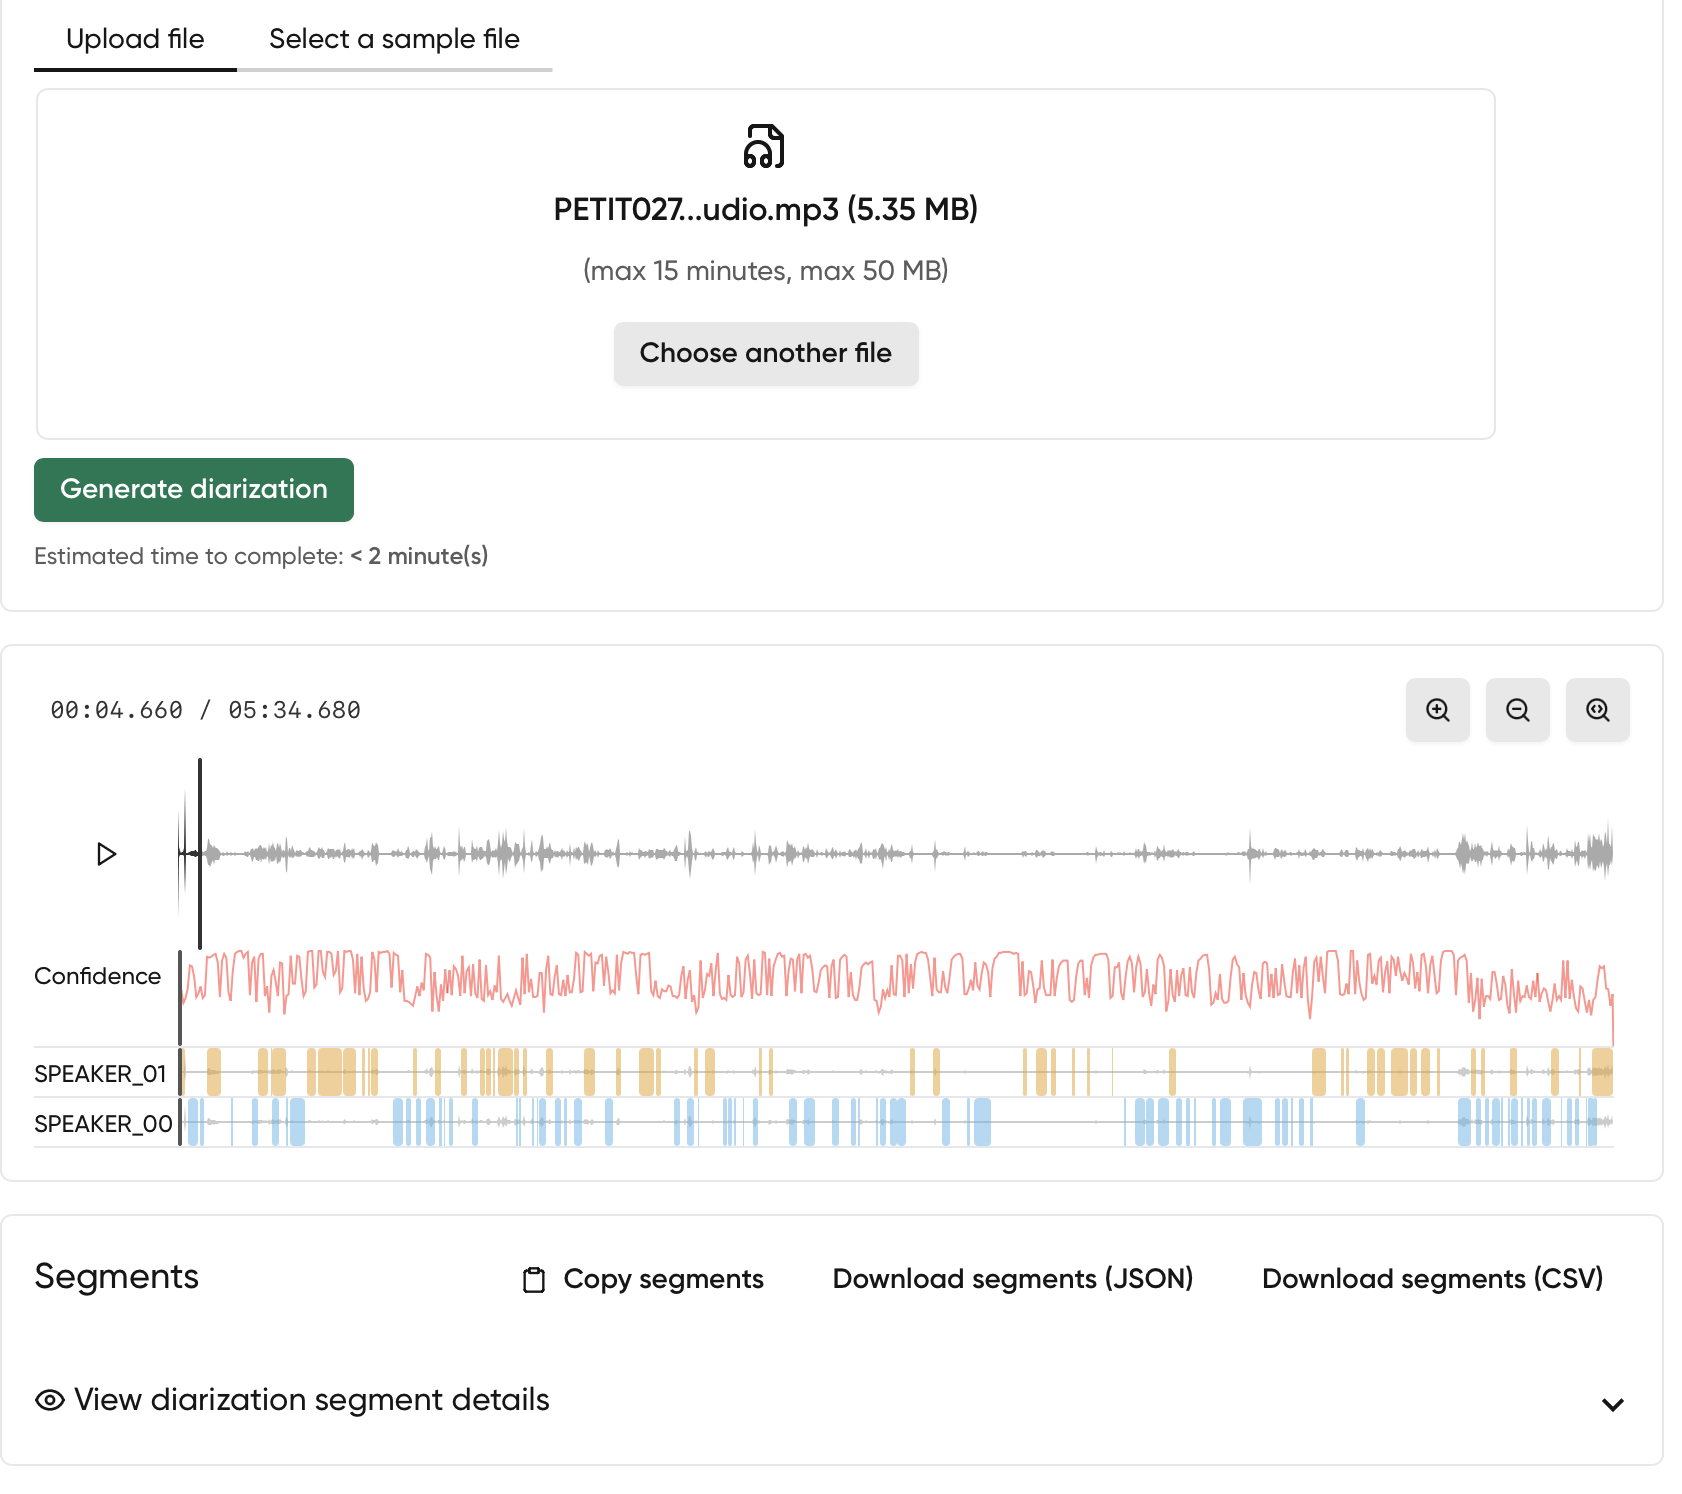 Upload file Select a sample file
PETIT027...udio.mp3 (5.35 MB)
(max 15 minutes, max 50 MB)
Choose another file
Generate diarization
Estimated time to complete: < 2 minute(s)
00:04.660 / 05:34.680
Confidence
SPEAKER_01
SPEAKER_00
Segments Copy segments Download segments (JSON) Download segments (CSV)
View diarization segment details